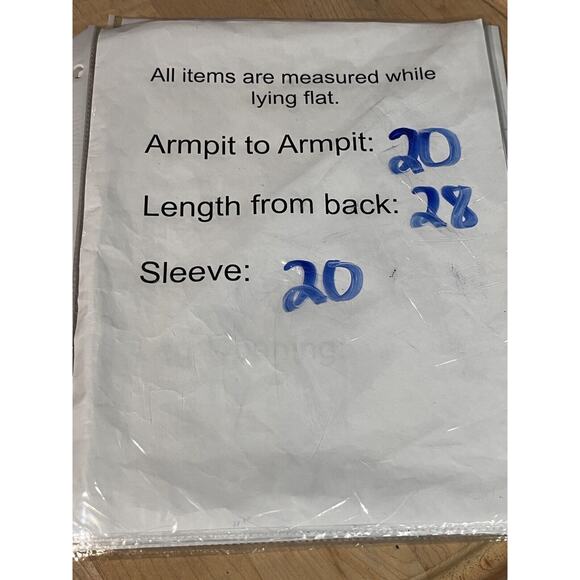 All items are measured while
lying flat.
Armpit to Armpit: 20
Length from back: 28
Sleeve: 20